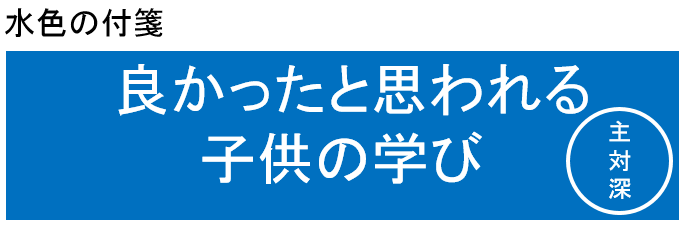 水色の付箋
良かったと思われる
子供の学び
主
対
深